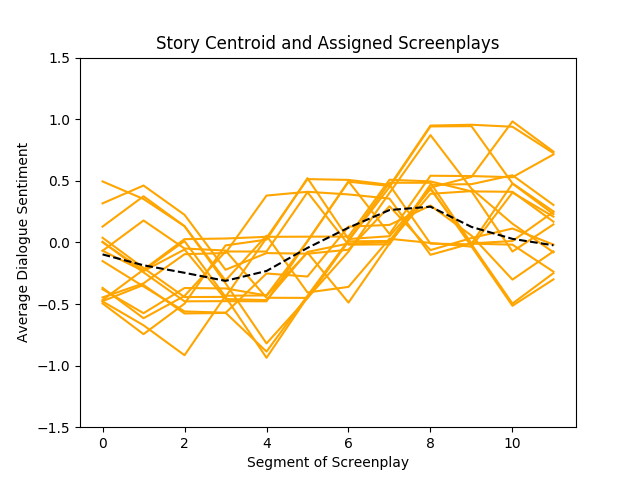 Story Centroid and Assigned Screenplays
Average Dialogue Sentiment
1.5
1.0
0.5
0.0
−0.5
−1.0
−1.5
0 2 4 6 8 10
Segment of Screenplay